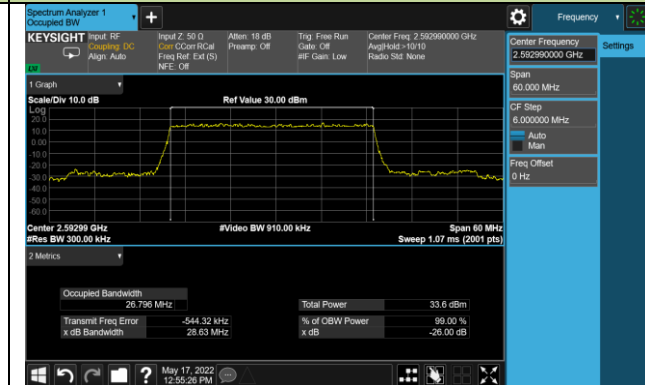 Spectrum Analyzer 1
Occupied BW
+
Frequency
KEYSIGHT
Input: RF
Coupling: DC
Align: Auto
Input Z: 50 Ω
Corr CCorr RCal
Freq Ref: Ext (S)
NFE: Off
Atten: 18 dB
Preamp: Off
Trig: Free Run
Gate: Off
#IF Gain: Low
Center Freq: 2.592990000 GHz
Avg|Hold:>10/10
Radio Std: None
LW
Center Frequency
2.592990000 GHz
Settings
Span
60.000 MHz
CF Step
6.000000 MHz
Auto
Man
Freq Offset
0 Hz
1 Graph
Scale/Div 10.0 dB
Ref Value 30.00 dBm
Log
20.0
10.0
0.00
-10.0
-20.0
-30.0
-40.0
-50.0
-60.0
Center 2.59299 GHz
#Video BW 910.00 kHz
Span 60 MHz
#Res BW 300.00 kHz
Sweep 1.07 ms (2001 pts)
2 Metrics
Occupied Bandwidth
26.796 MHz
Total Power
33.6 dBm
Transmit Freq Error
-544.32 kHz
% of OBW Power
99.00 %
x dB Bandwidth
28.63 MHz
x dB
-26.00 dB
?
May 17, 2022
12:55:26 PM